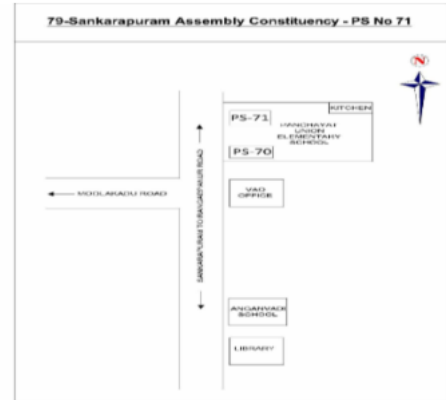 79-Sankarapuram Assembly Constituency - PS No 71
N
KITCHEN
PS-71
PANCHAYAT
UNION
ELEMENTARY
SCHOOL
PS-70
MOOLAKADU ROAD
VAO
OFFICE
SANKARAPURAM TO
ROAD
ANGANVADI
SCHOOL
LIBRARY